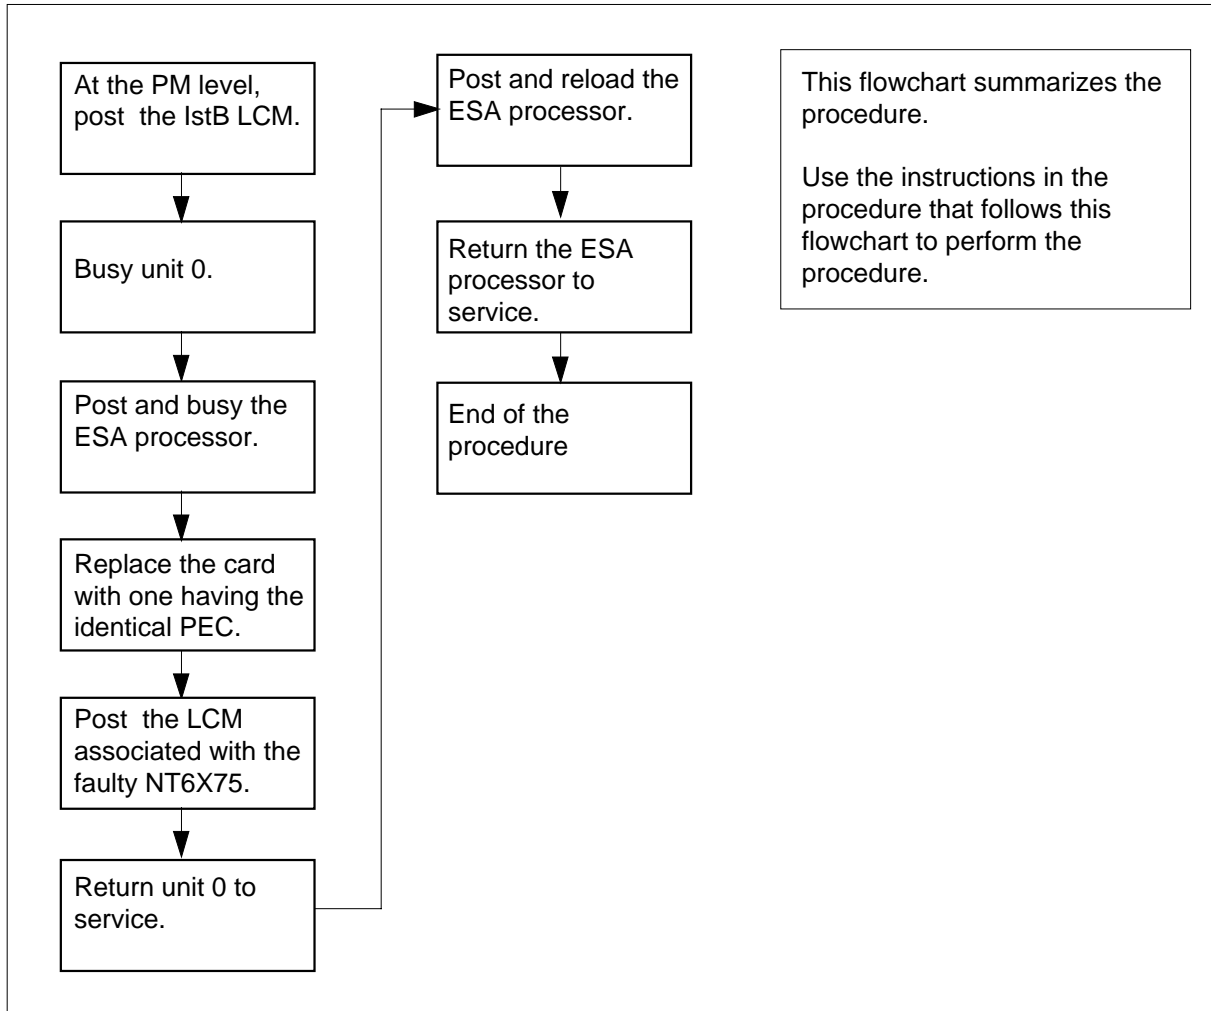 At the PM level,
post the IstB LCM.
Busy unit 0.
Post and busy the
ESA processor.
Replace the card
with one having the
identical PEC.
Post the LCM
associated with the
faulty NT6X75.
Return unit 0 to
service.
Post and reload the
ESA processor.
Return the ESA
processor to
service.
End of the
procedure
This flowchart summarizes the
procedure.
Use the instructions in the
procedure that follows this
flowchart to perform the
procedure.